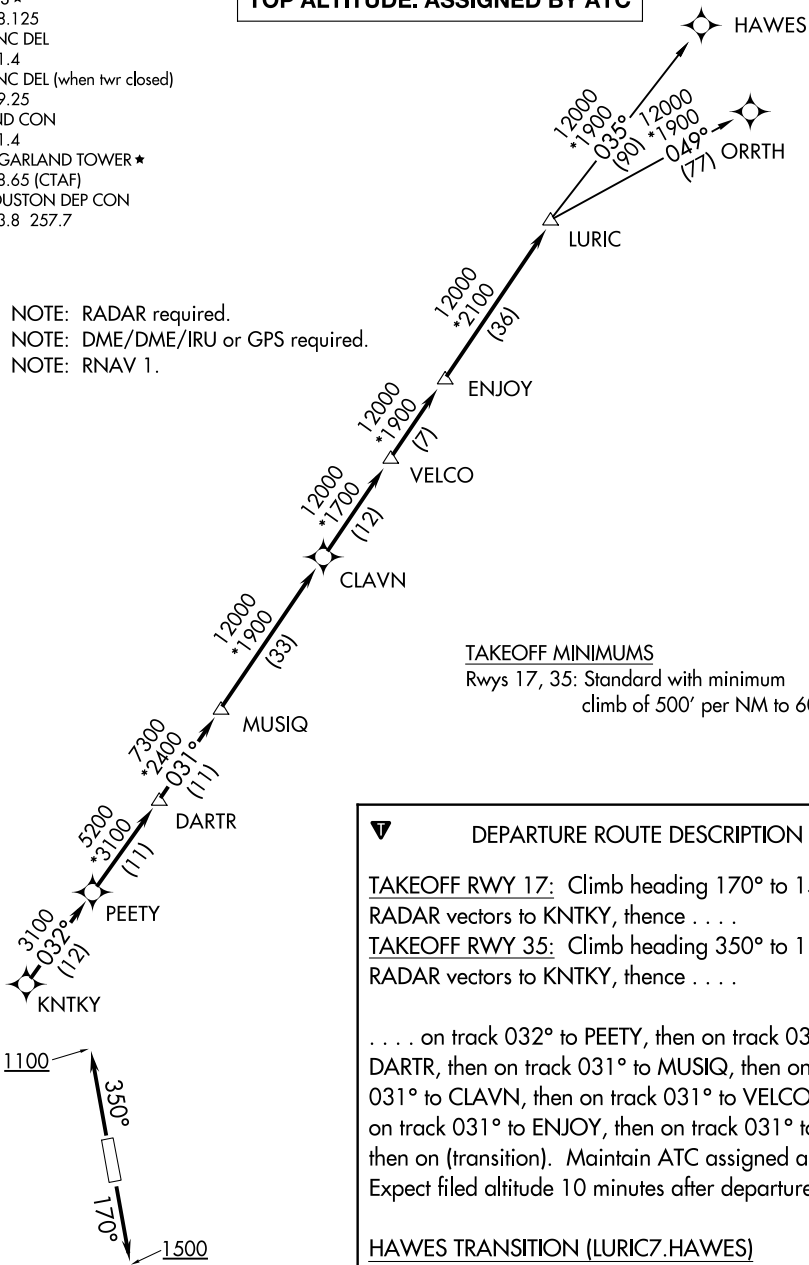 8.125
NC DEL
1.4
NC DEL (when twr closed)
9.25
ND CON
1.4
GARLAND TOWER ★
8.65 (CTAF)
OUSTON DEP CON
3.8 257.7
TOP ALTITUDE: ASSIGNED BY ATC
NOTE: RADAR required.
NOTE: DME/DME/IRU or GPS required.
NOTE: RNAV 1.
HAWES
12000
*1900
035°
(90)
12000
*1900
049°
(77)
ORRTH
LURIC
12000
*2100
(36)
ENJOY
12000
*1900
(7)
VELCO
12000
*1700
(12)
CLAVN
12000
*1900
(33)
MUSIQ
7300
*2400
031°
(11)
DARTR
5200
*3100
(11)
PEETY
3100
032°
(12)
KNTKY
1100
350°
170°
1500
TAKEOFF MINIMUMS
Rwys 17, 35: Standard with minimum
climb of 500' per NM to 60
T
DEPARTURE ROUTE DESCRIPTION
TAKEOFF RWY 17: Climb heading 170° to 1
RADAR vectors to KNTKY, thence . . . .
TAKEOFF RWY 35: Climb heading 350° to 1
RADAR vectors to KNTKY, thence . . . .
. . . . on track 032° to PEETY, then on track 03
DARTR, then on track 031° to MUSIQ, then on
031° to CLAVN, then on track 031° to VELCO
on track 031° to ENJOY, then on track 031° to
then on (transition). Maintain ATC assigned a
Expect filed altitude 10 minutes after departure
HAWES TRANSITION (LURIC7.HAWES)